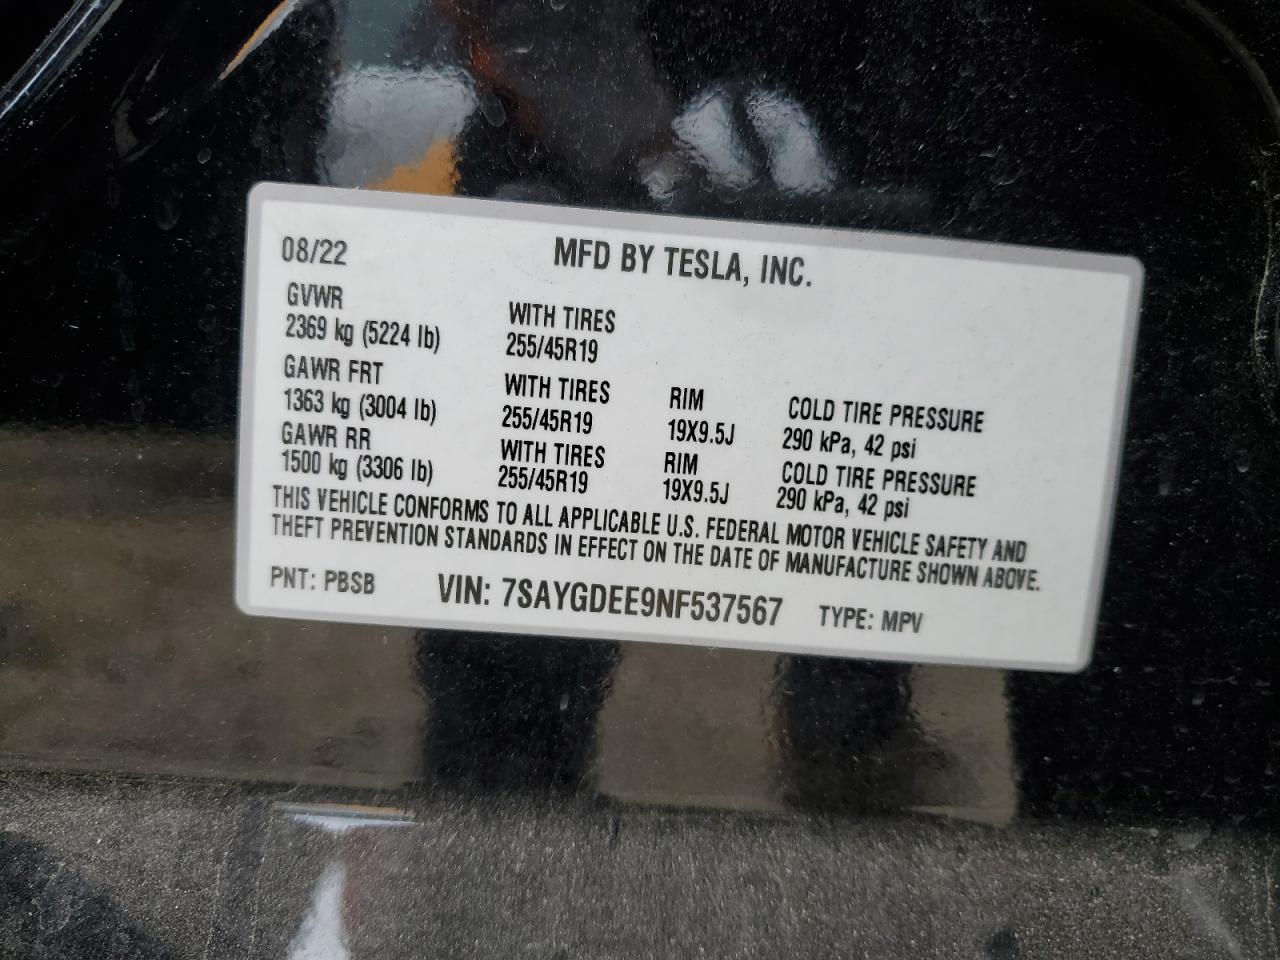 08/22 MFD BY TESLA, INC.
GVWR
2369 kg (5224 lb)
WITH TIRES
255/45R19
GAWR FRT
1363 kg (3004 lb)
WITH TIRES
255/45R19
RIM
19X9.5J
COLD TIRE PRESSURE
290 kPa, 42 psi
GAWR RR
1500 kg (3306 lb)
WITH TIRES
255/45R19
RIM
19X9.5J
COLD TIRE PRESSURE
290 kPa, 42 psi
THIS VEHICLE CONFORMS TO ALL APPLICABLE U.S. FEDERAL MOTOR VEHICLE SAFETY AND
THEFT PREVENTION STANDARDS IN EFFECT ON THE DATE OF MANUFACTURE SHOWN ABOVE.
PNT: PBSB VIN: 7SAYGDEE9NF537567 TYPE: MPV